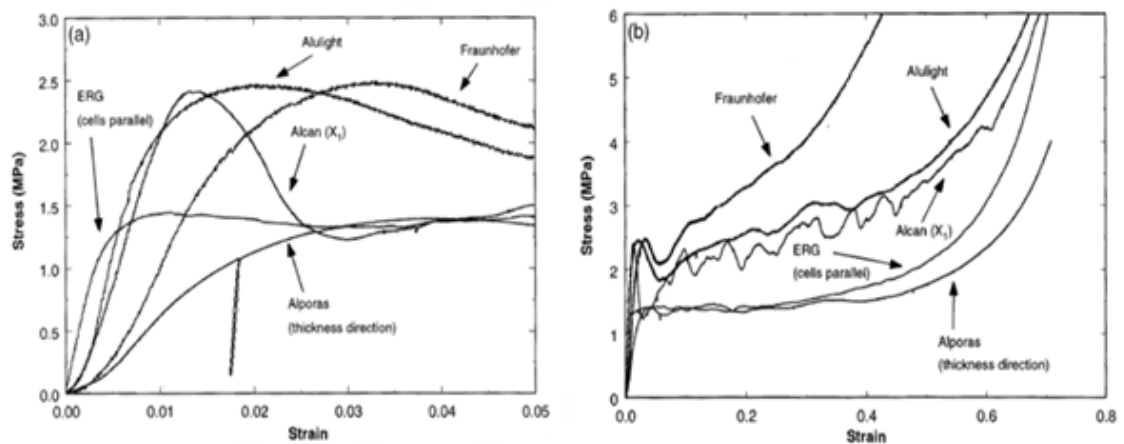 (a)
3.0
2.5
2.0
1.5
1.0
0.5
0.0
Stress (MPa)
Alulight
Fraunhofer
ERG
(cells parallel)
Alcan (X₁)
Alporas
(thickness direction)
0.00
0.01
0.02
0.03
0.04
0.05
Strain
(b)
6
5
4
3
2
1
0
Stress (MPa)
Fraunhofer
Alulight
Alcan (X₁)
ERG
(cells parallel)
Alporas
(thickness direction)
0.0
0.2
0.4
0.6
0.8
Strain